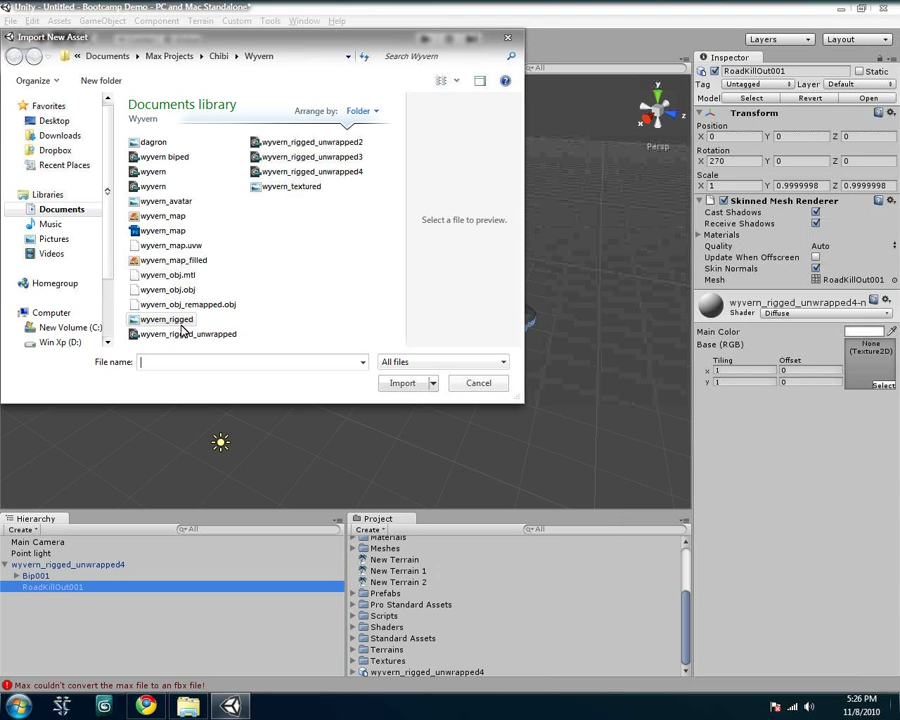 Unity - Untitled - Bootcamp Demo - PC and Mac Standalone*
File Edit Assets GameObject Component Terrain Custom Tools Window Help
Import New Asset
Documents Max Projects Chibi Wyvern
Search Wyvern
Organize New folder
Favorites
Desktop
Downloads
Dropbox
Recent Places
Libraries
Documents
Music
Pictures
Videos
Homegroup
Computer
New Volume (C:)
Win Xp (D:)
Documents library
Wyvern
Arrange by: Folder
dagron
wyvern biped
wyvern
wyvern
wyvern_avatar
wyvern_map
wyvern_map
wyvern_map.uvw
wyvern_map_filled
wyvern_obj.mtl
wyvern_obj.obj
wyvern_obj_remapped.obj
wyvern_rigged
wyvern_rigged_unwrapped
wyvern_rigged_unwrapped2
wyvern_rigged_unwrapped3
wyvern_rigged_unwrapped4
wyvern_textured
Select a file to preview.
File name:
All files
Import
Cancel
All
y
x
z
Persp
Layers
Layout
Inspector
RoadKillOut001
Static
Tag Untagged Layer Default
Model Select Revert Open
Transform
Position
X 0 Y 0 Z 0
Rotation
X 270 Y 0 Z 0
Scale
X 1 Y 0.9999998 Z 0.9999998
Skinned Mesh Renderer
Cast Shadows
Receive Shadows
Materials
Quality Auto
Update When Offscreen
Skin Normals
Mesh RoadKillOut001
wyvern_rigged_unwrapped4-n
Shader Diffuse
Main Color
Base (RGB)
None
(Texture2D)
Tiling Offset
x 1 0
y 1 0
Select
Hierarchy
Create All
Main Camera
Point light
wyvern_rigged_unwrapped4
Bip001
RoadKillOut001
Project
Create All
Materials
Meshes
New Terrain
New Terrain 1
New Terrain 2
Prefabs
Pro Standard Assets
Scripts
Shaders
Standard Assets
Terrains
Textures
wyvern_rigged_unwrapped4
Max couldn't convert the max file to an fbx file!
5:26 PM
11/8/2010